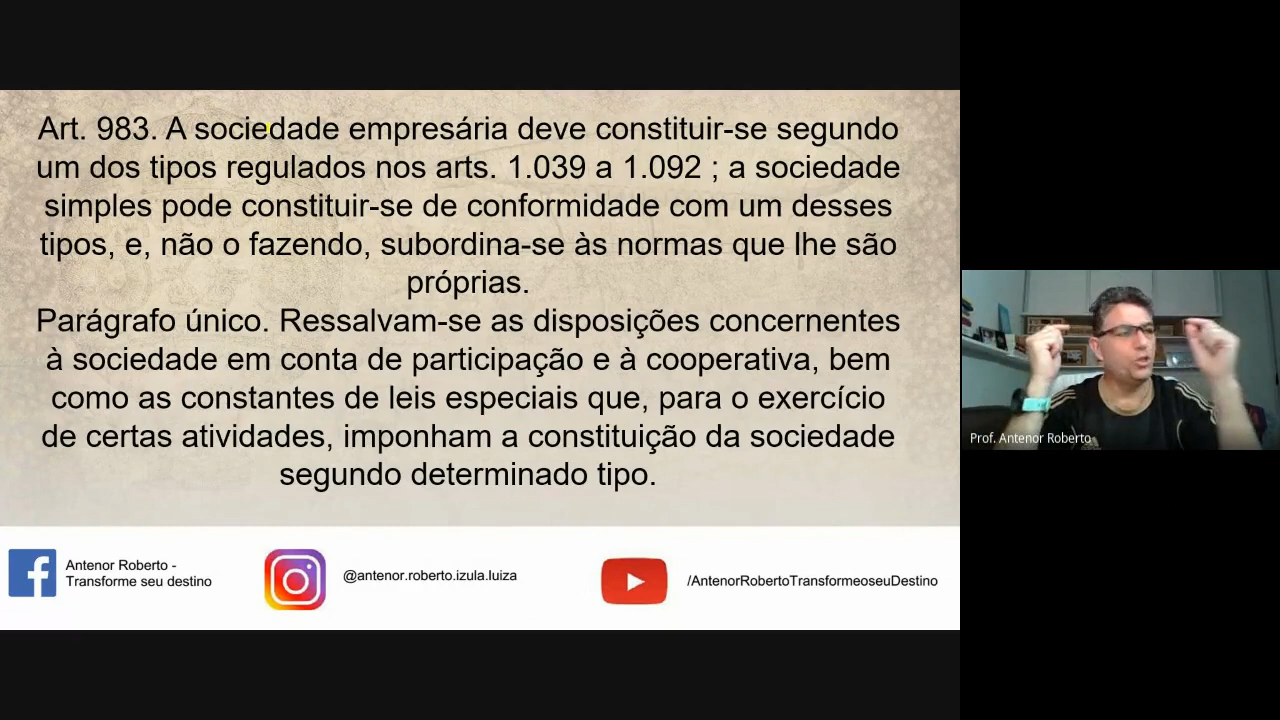 Art. 983. A sociedade empresária deve constituir-se segundo
um dos tipos regulados nos arts. 1.039 a 1.092 ; a sociedade
simples pode constituir-se de conformidade com um desses
tipos, e, não o fazendo, subordina-se às normas que lhe são
próprias.
Parágrafo único. Ressalvam-se as disposições concernentes
à sociedade em conta de participação e à cooperativa, bem
como as constantes de leis especiais que, para o exercício
de certas atividades, imponham a constituição da sociedade
segundo determinado tipo.
Antenor Roberto -
Transforme seu destino
@antenor.roberto.izula.luiza
/AntenorRobertoTransformeoseuDestino
Prof. Antenor Roberto